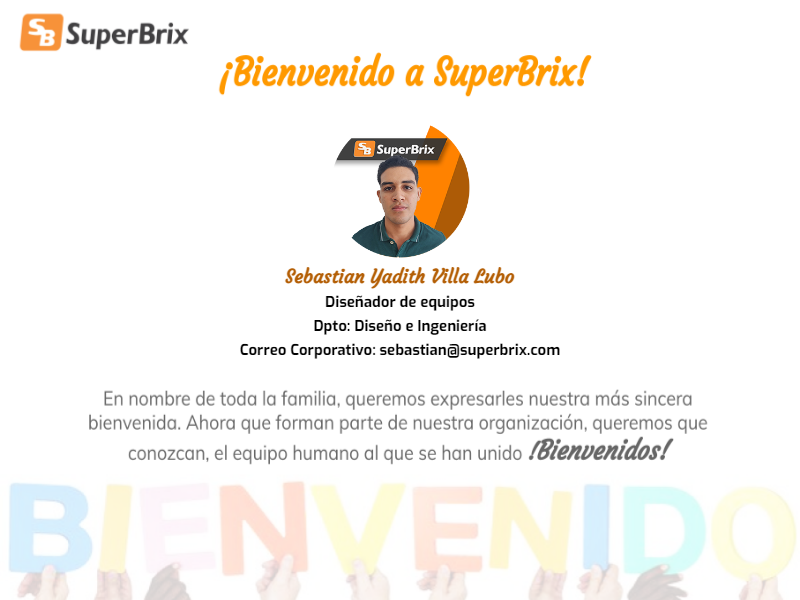 SB SuperBrix
¡Bienvenido a SuperBrix!
SB SuperBrix
Sebastian Yadith Villa Lubo
Diseñador de equipos
Dpto: Diseño e Ingeniería
Correo Corporativo: sebastian@superbrix.com
En nombre de toda la familia, queremos expresarles nuestra más sincera
bienvenida. Ahora que forman parte de nuestra organización, queremos que
conozcan, el equipo humano al que se han unido ¡Bienvenidos!
BIENVENIDO